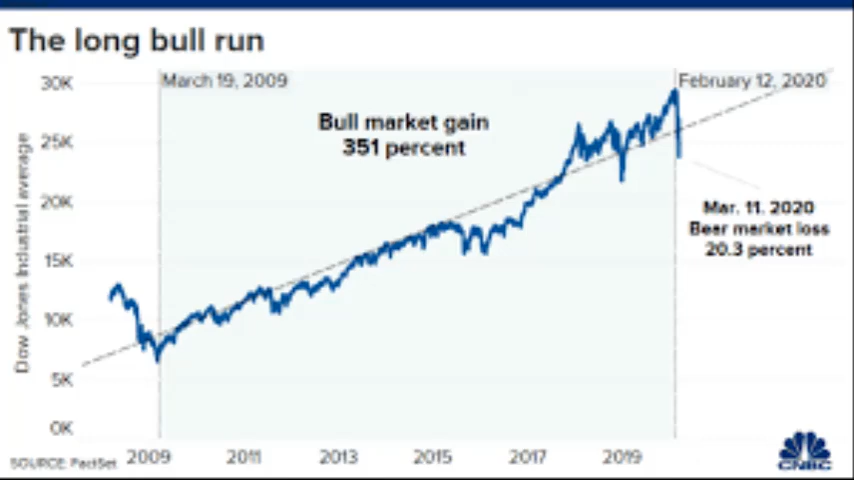 The long bull run
30K
March 19, 2009
February 12, 2020
Bull market gain
351 percent
25K
20K
Mar. 11. 2020
Bear market loss
20.3 percent
15K
10K
5K
0K
Dow Jones Industrial average
2009
2011
2013
2015
2017
2019
SOURCE: FactSet
CNBC